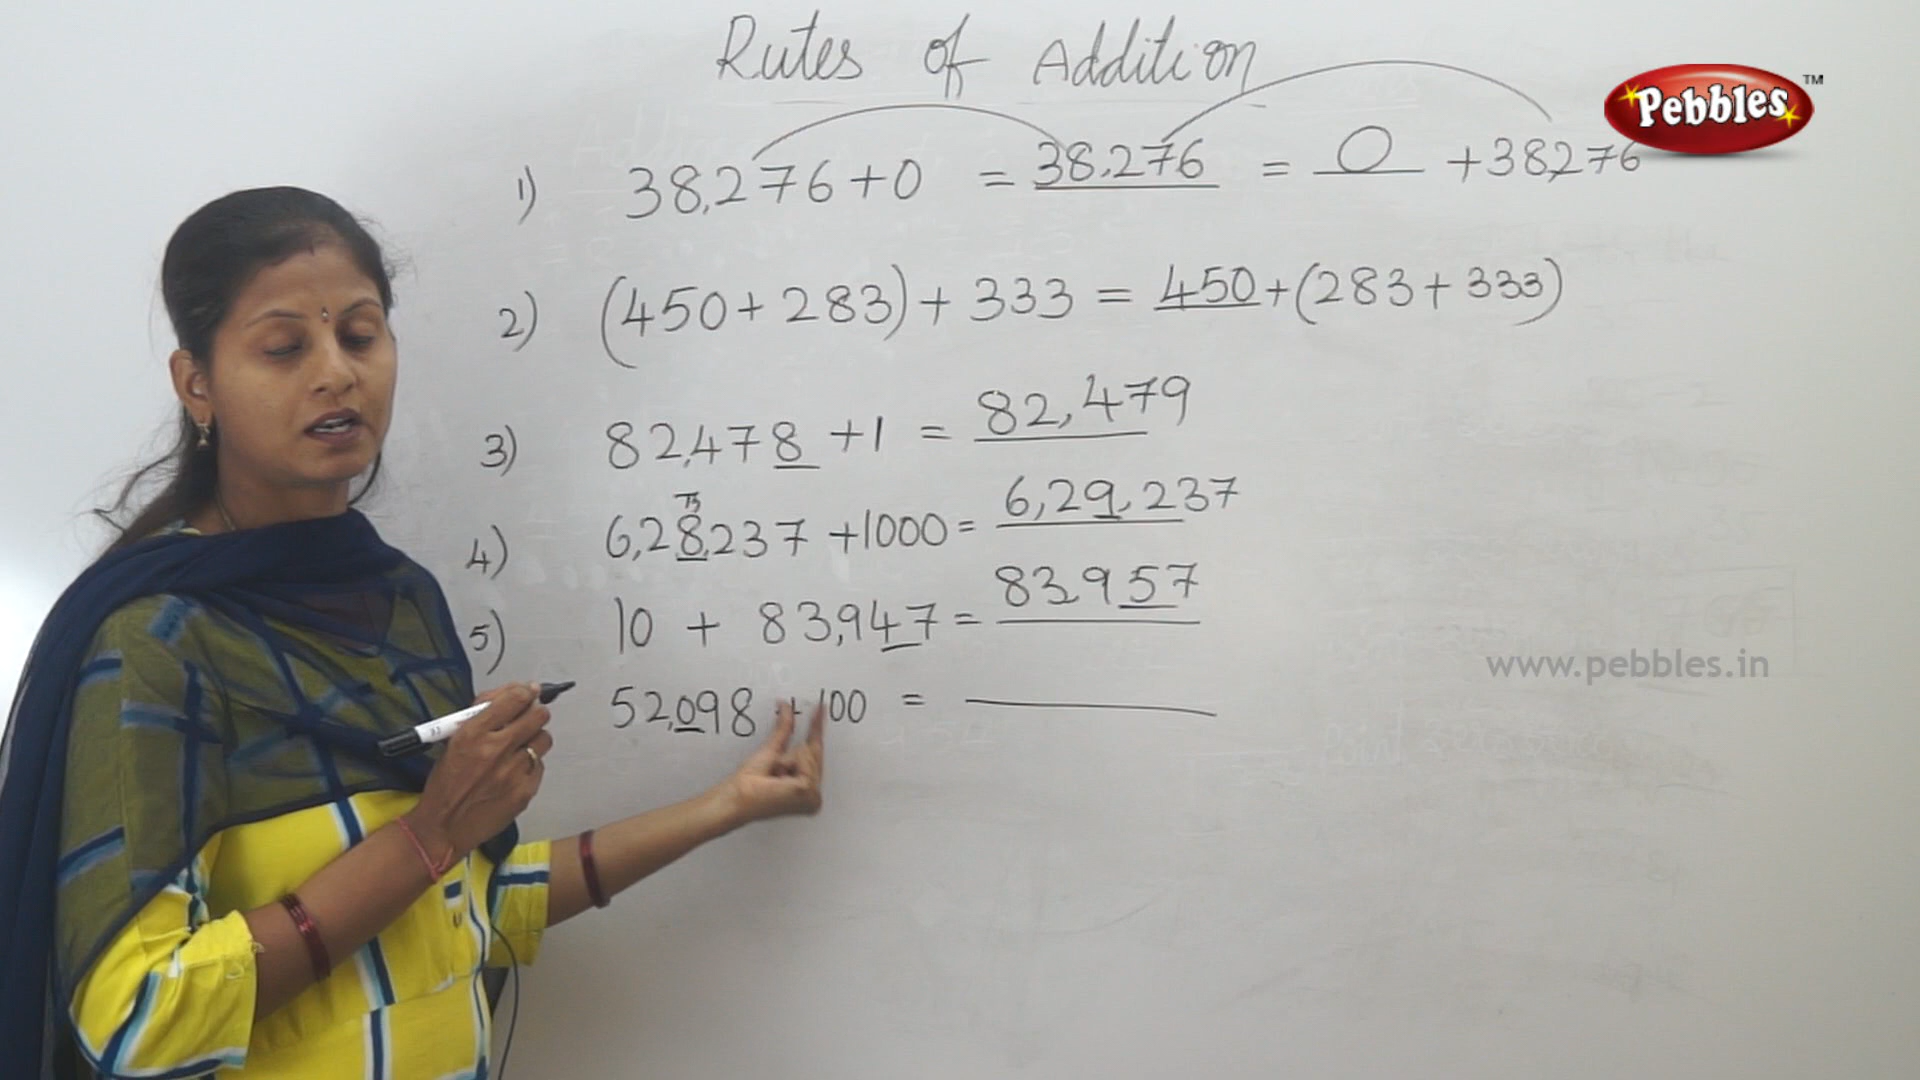 Rules of Addition
Pebbles™
1) 38,276 + 0 = 38,276 = 0 + 38,276
2) (450 + 283) + 333 = 450 + (283 + 333)
3) 82,478 + 1 = 82,479
Th
4) 6,28,237 + 1000 = 6,29,237
5) 10 + 83,947 = 83,957
www.pebbles.in
52,098 + 100 =